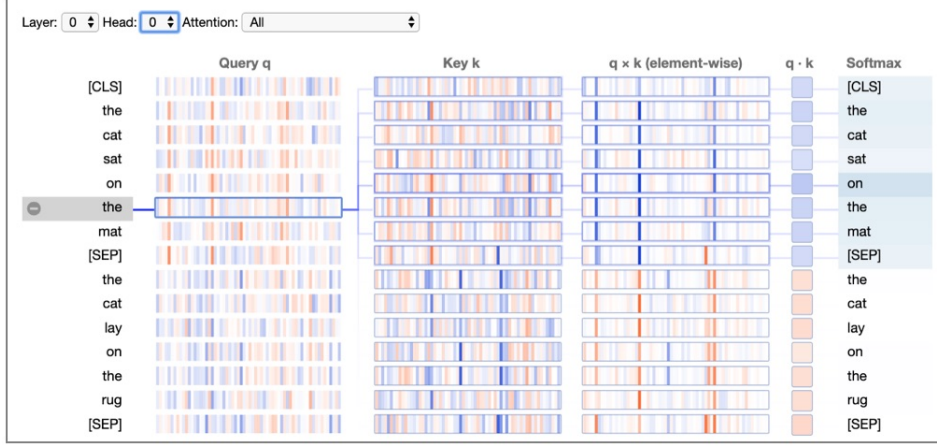 Layer: 0 Head: 0 Attention: All
Query q Key k q × k (element-wise) q · k Softmax
[CLS] [CLS]
the the
cat cat
sat sat
on on
the the
mat mat
[SEP] [SEP]
the the
cat cat
lay lay
on on
the the
rug rug
[SEP] [SEP]